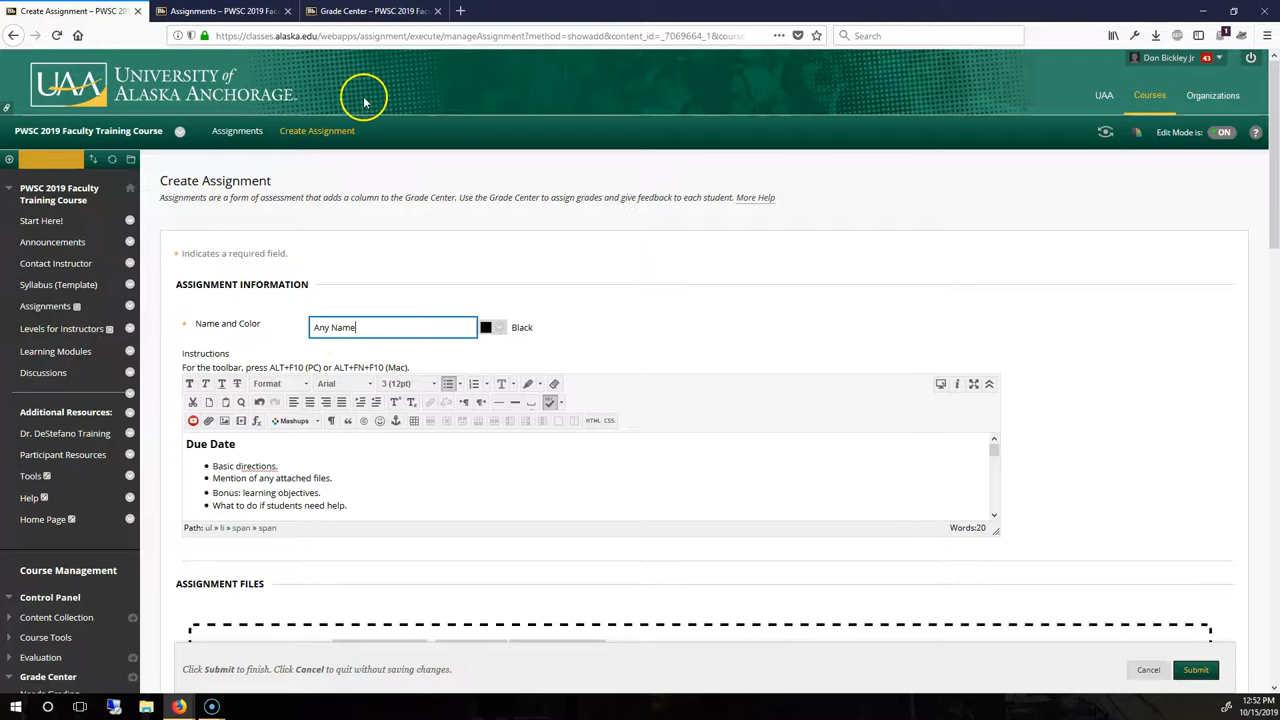 Create Assignment – PWSC 20
Assignments – PWSC 2019 Fac
Grade Center – PWSC 2019 Fac
https://classes.alaska.edu/webapps/assignment/execute/manageAssignment?method=showadd&content_id=_7069664_1&cours
Search
Don Bickley Jr 43
UAA UNIVERSITY of ALASKA ANCHORAGE
UAA Courses Organizations
PWSC 2019 Faculty Training Course Assignments Create Assignment Edit Mode is: ON ?
PWSC 2019 Faculty
Training Course
Start Here!
Announcements
Contact Instructor
Syllabus (Template)
Assignments
Levels for Instructors
Learning Modules
Discussions
Additional Resources:
Dr. DeStefano Training
Participant Resources
Tools
Help
Home Page
Course Management
Control Panel
Content Collection
Course Tools
Evaluation
Grade Center
Needs Grading
Create Assignment
Assignments are a form of assessment that adds a column to the Grade Center. Use the Grade Center to assign grades and give feedback to each student. More Help
* Indicates a required field.
ASSIGNMENT INFORMATION
* Name and Color Any Name Black
Instructions
For the toolbar, press ALT+F10 (PC) or ALT+FN+F10 (Mac).
T T T T Format Arial 3 (12pt)
Mashups HTML CSS
Due Date
Basic directions.
Mention of any attached files.
Bonus: learning objectives.
What to do if students need help.
Path: ul » li » span » span Words:20
ASSIGNMENT FILES
Click Submit to finish. Click Cancel to quit without saving changes. Cancel Submit
12:52 PM
10/15/2019